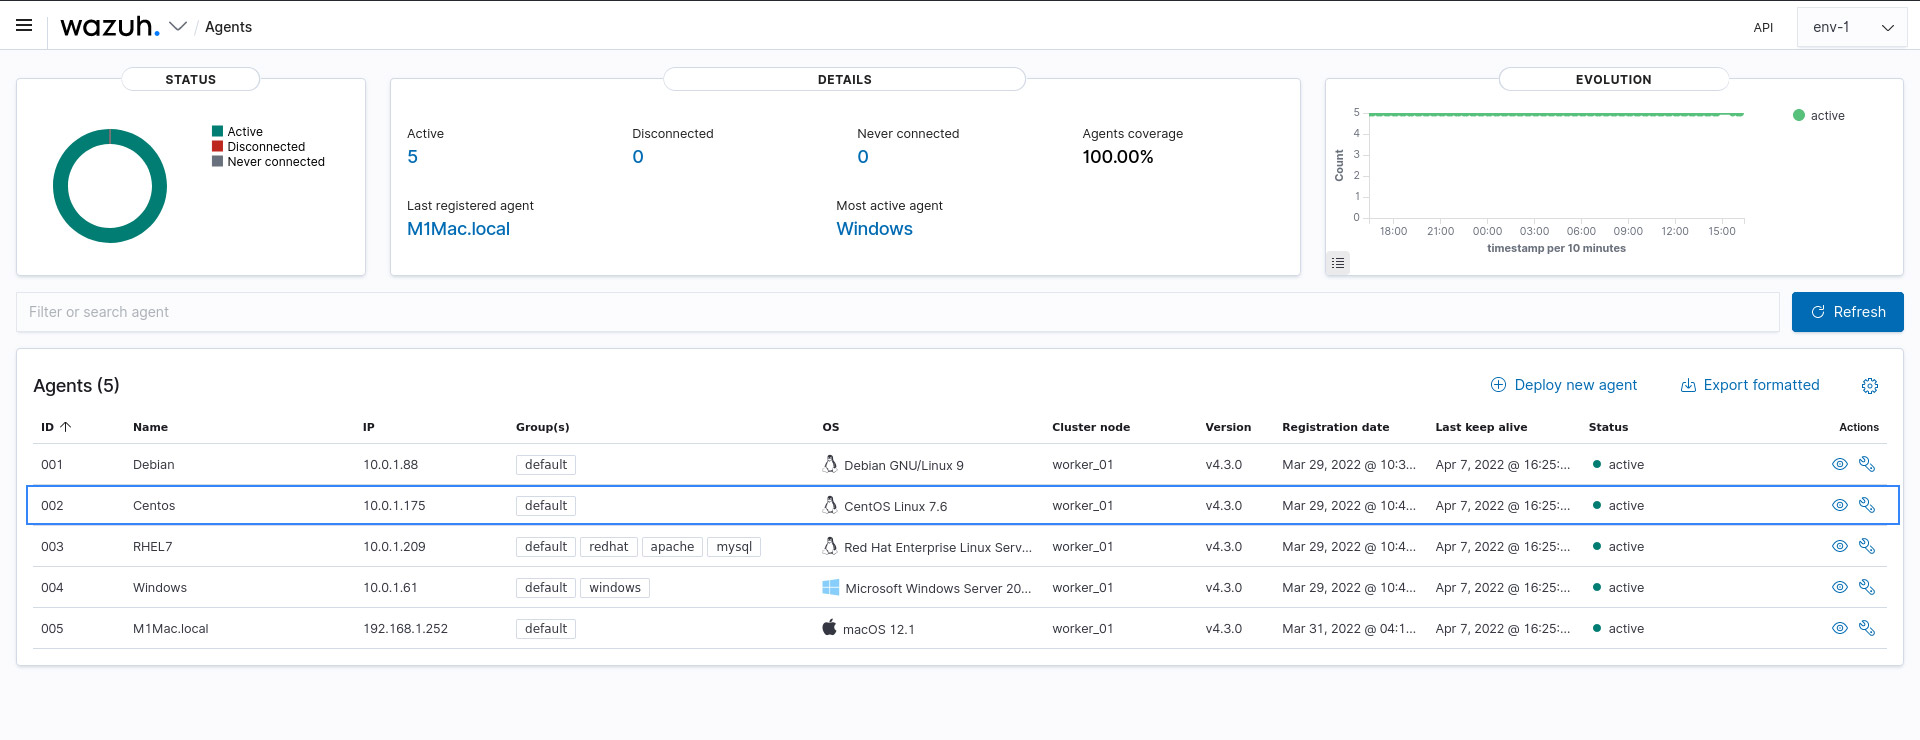 wazuh. / Agents API env-1
STATUS
Active
Disconnected
Never connected
DETAILS
Active Disconnected Never connected Agents coverage
5 0 0 100.00%
Last registered agent Most active agent
M1Mac.local Windows
EVOLUTION
5
4
3
2
1
0
Count
18:00 21:00 00:00 03:00 06:00 09:00 12:00 15:00
timestamp per 10 minutes
active
Filter or search agent Refresh
Agents (5) Deploy new agent Export formatted
ID Name IP Group(s) OS Cluster node Version Registration date Last keep alive Status Actions
001 Debian 10.0.1.88 default Debian GNU/Linux 9 worker_01 v4.3.0 Mar 29, 2022 @ 10:3... Apr 7, 2022 @ 16:25:... active
002 Centos 10.0.1.175 default CentOS Linux 7.6 worker_01 v4.3.0 Mar 29, 2022 @ 10:4... Apr 7, 2022 @ 16:25:... active
003 RHEL7 10.0.1.209 default redhat apache mysql Red Hat Enterprise Linux Serv... worker_01 v4.3.0 Mar 29, 2022 @ 10:4... Apr 7, 2022 @ 16:25:... active
004 Windows 10.0.1.61 default windows Microsoft Windows Server 20... worker_01 v4.3.0 Mar 29, 2022 @ 10:4... Apr 7, 2022 @ 16:25:... active
005 M1Mac.local 192.168.1.252 default macOS 12.1 worker_01 v4.3.0 Mar 31, 2022 @ 04:1... Apr 7, 2022 @ 16:25:... active